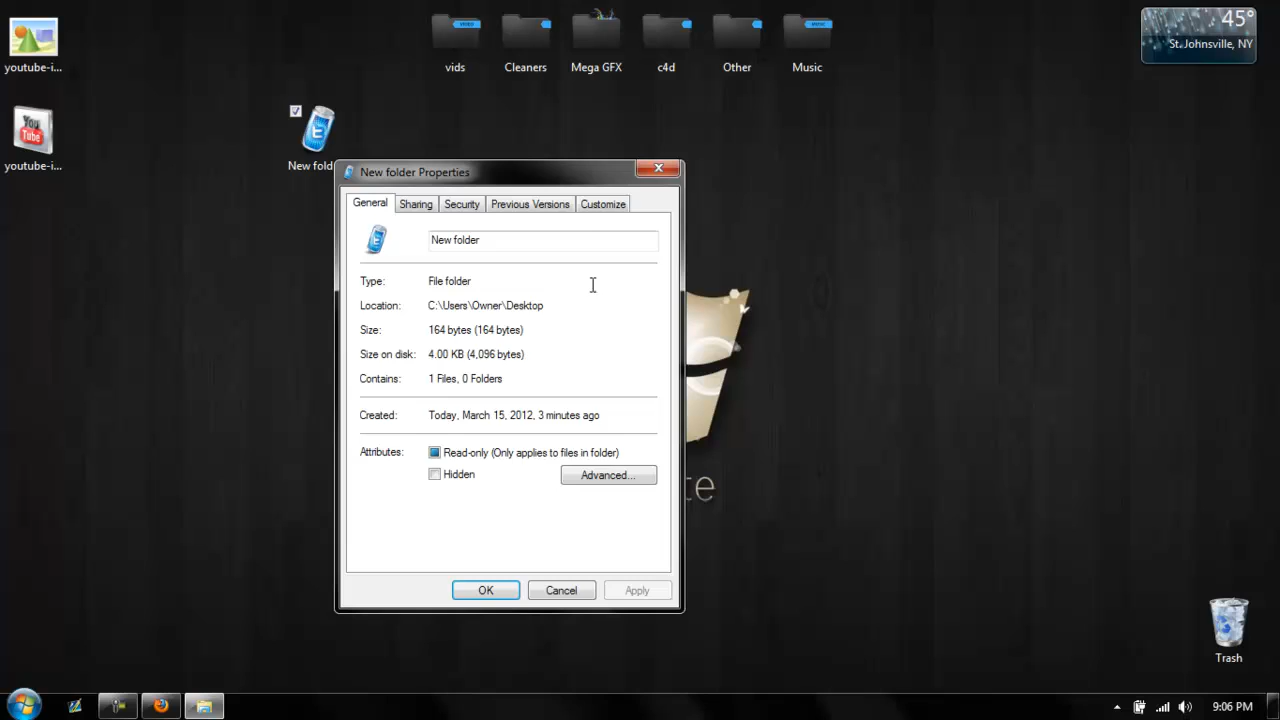 45°
St. Johnsville, NY
youtube-i...
vids
Cleaners
Mega GFX
c4d
Other
Music
You
Tube
youtube-i...
New fold
New folder Properties
General
Sharing
Security
Previous Versions
Customize
New folder
Type:
File folder
Location:
C:\Users\Owner\Desktop
Size:
164 bytes (164 bytes)
Size on disk:
4.00 KB (4,096 bytes)
Contains:
1 Files, 0 Folders
Created:
Today, March 15, 2012, 3 minutes ago
Attributes:
Read-only (Only applies to files in folder)
Hidden
Advanced...
te
OK
Cancel
Apply
Trash
9:06 PM